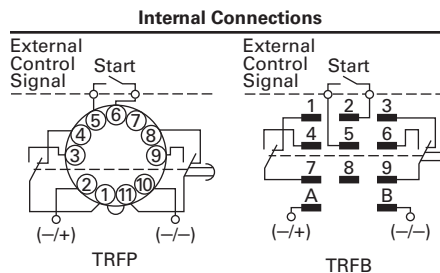 Internal Connections
External
Control
Signal
Start
5 6 7
4 8
3 9
2 10
1 11
(–/+) (–/–)
TRFP
External
Control
Signal
Start
1 2 3
4 5 6
7 8 9
A B
(–/+) (–/–)
TRFB